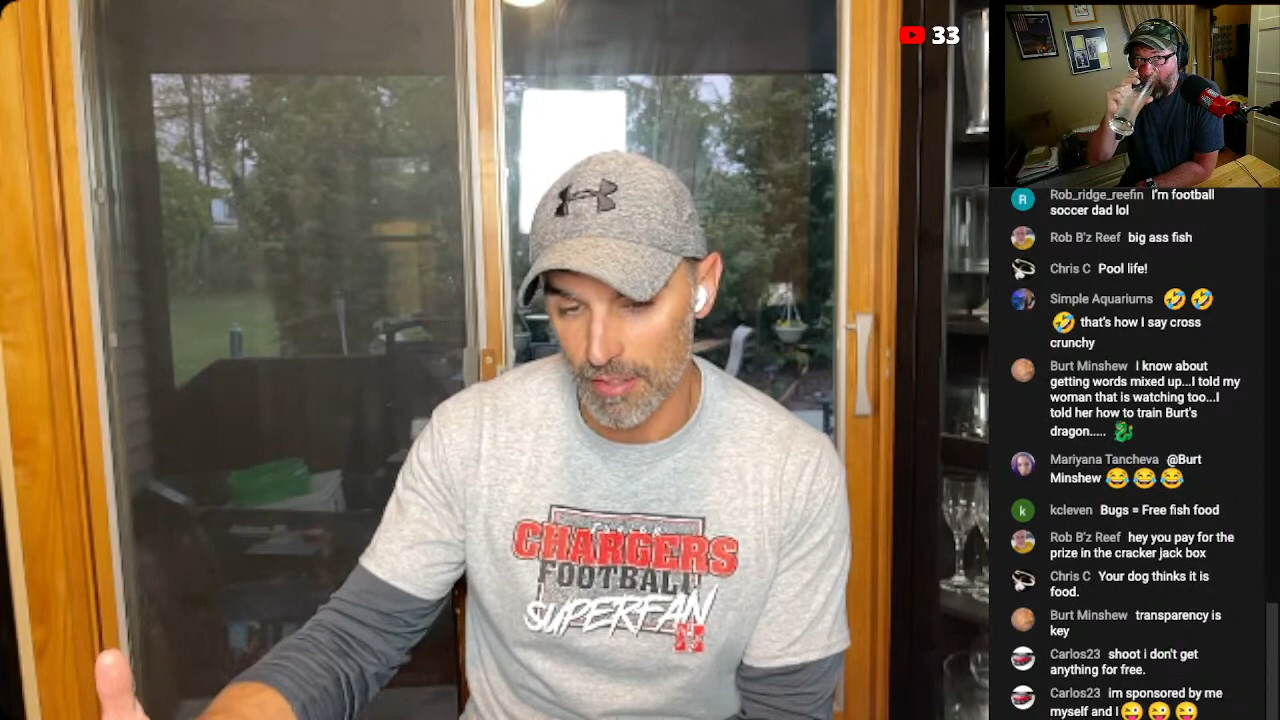 CHARGERS
FOOTBALL
SUPERFAN
H
33
Rob_ridge_reefin I'm football
soccer dad lol
Rob B'z Reef big ass fish
Chris C Pool life!
Simple Aquariums 🤣 🤣
🤣 that's how I say cross
crunchy
Burt Minshew I know about
getting words mixed up...I told my
woman that is watching too...I
told her how to train Burt's
dragon..... 🐉
Mariyana Tancheva @Burt
Minshew 😂 😂 😂
kcleven Bugs = Free fish food
Rob B'z Reef hey you pay for the
prize in the cracker jack box
Chris C Your dog thinks it is
food.
Burt Minshew transparency is
key
Carlos23 shoot i don't get
anything for free.
Carlos23 im sponsored by me
myself and I 😜 😜 😜
R
k